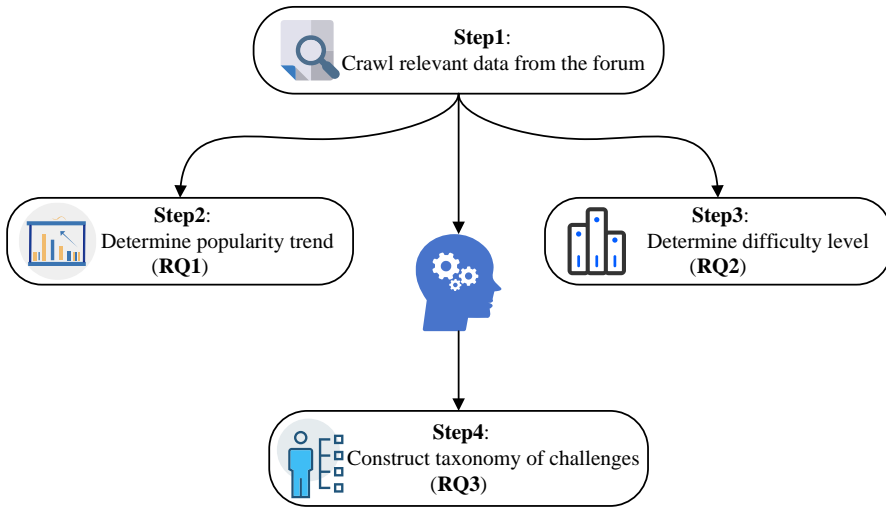 Step1:
Crawl relevant data from the forum
Step2:
Determine popularity trend
(RQ1)
Step3:
Determine difficulty level
(RQ2)
Step4:
Construct taxonomy of challenges
(RQ3)